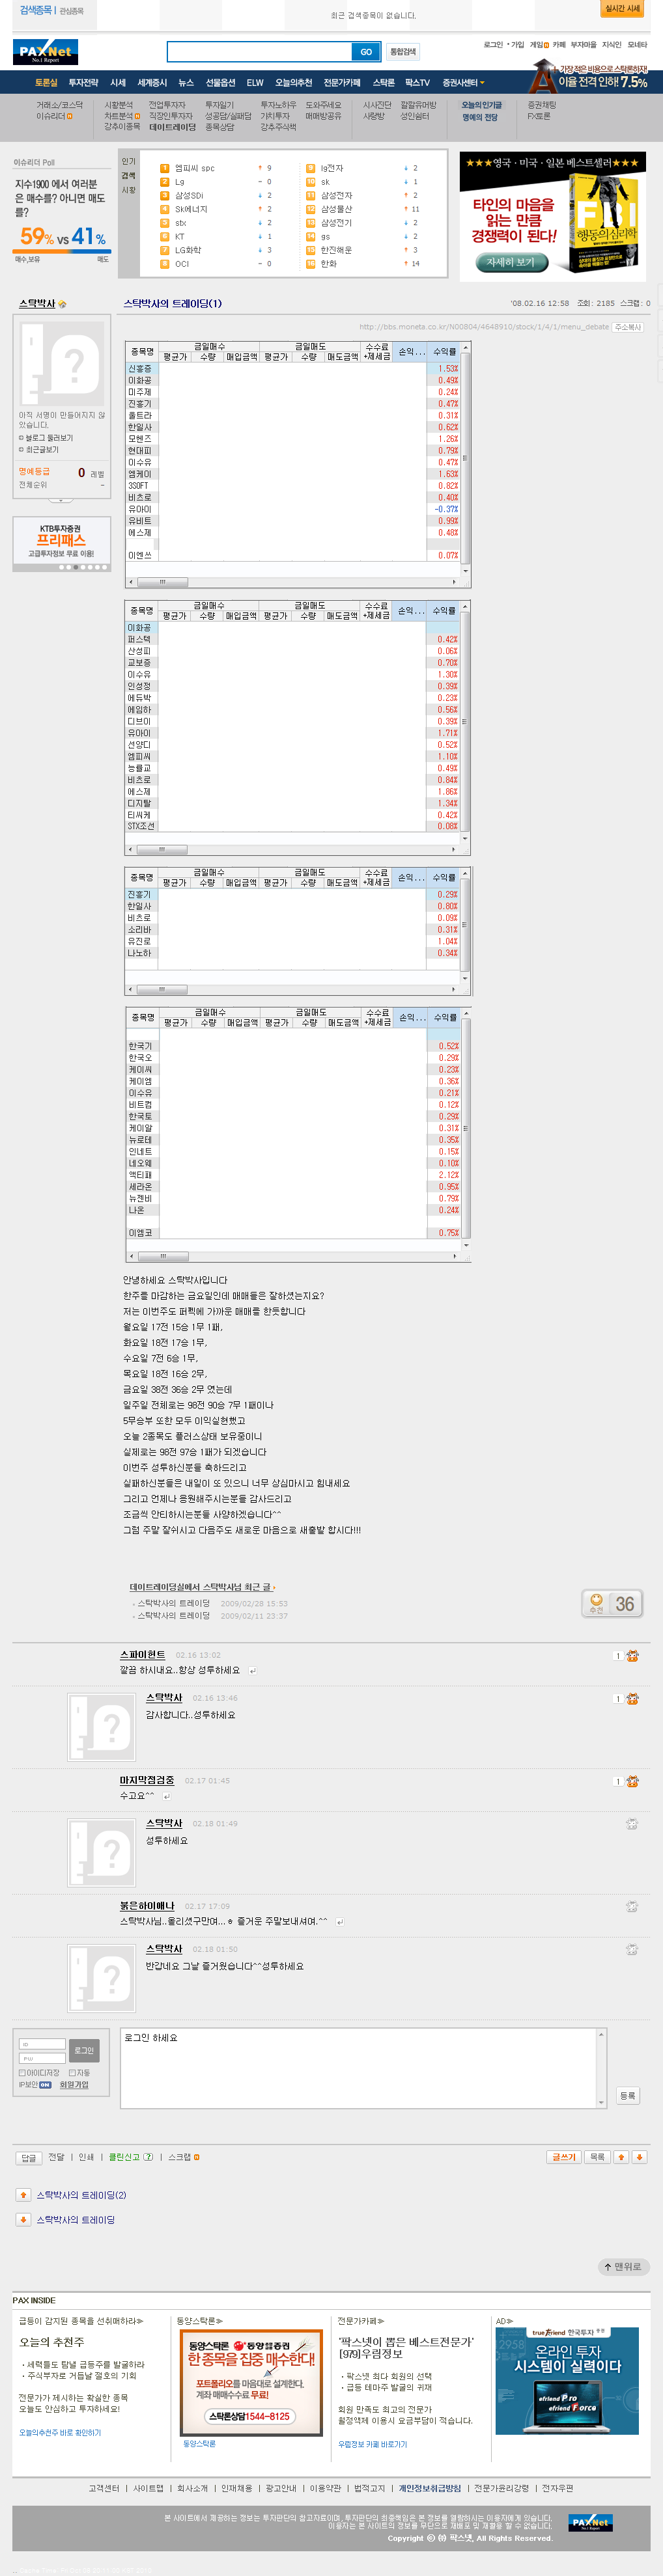 검색종목 | 관심종목
최근 검색종목이 없습니다.
실시간 시세
PAXNet
No.1 Report
GO
통합검색
로그인 • 가입 게임 카페 부자마을 지식인 모네타
토론실 투자전략 시세 세계증시 뉴스 선물옵션 ELW 오늘의추천 전문가카페 스탁론 팍스TV 증권사센터
가장 적은 비용으로 스탁론하자!
이율 전격 인하! 7.5%
거래소/코스닥 시황분석 전업투자자 투자일기 투자노하우 도와주세요 시사진단 칼럼유머방 오늘의인기글 증권채팅
이슈리더 차트분석 직장인투자자 성공담/실패담 가치투자 매매방공유 사랑방 성인쉼터 명예의 전당 FX토론
강추이종목 데이트레이딩 종목상담 강추주식책
이슈리더 Poll
지수1900 에서 여러분은 매수를? 아니면 매도를?
59% vs 41%
매수,보유 매도
인기
검색
시황
1 엠피씨 spc 9
2 Lg 0
3 삼성SDi 2
4 Sk에너지 2
5 stx 2
6 KT 1
7 LG화학 3
8 OCI 0
9 lg전자 2
10 sk 1
11 삼성전자 2
12 삼성물산 11
13 삼성전기 2
14 gs 2
15 한진해운 3
16 한화 14
★★★영국 · 미국 · 일본 베스트셀러★★★
타인의 마음을
읽는 만큼
경쟁력이 된다!
자세히 보기
FBI
행동의 심리학
스탁박사
아직 서명이 만들어지지 않았습니다.
블로그 둘러보기
최근글보기
명예등급 0 레벨
전체순위 -
KTB투자증권
프리패스
고급투자정보 무료 이용!
스탁박사의 트레이딩(1)
'08.02.16 12:58 조회: 2185 스크랩: 0
http://bbs.moneta.co.kr/N00804/4648910/stock/1/4/1/menu_debate 주소복사
종목명 금일매수 금일매도 수수료+제세금 손익... 수익률
평균가 수량 매입금액 평균가 수량 매도금액
신흥증 1.53%
이화공 0.49%
미주제 0.24%
진흥기 0.47%
울트라 0.31%
한일사 0.62%
모헨즈 1.26%
현대피 0.79%
이수유 0.47%
엠케이 1.63%
3SOFT 0.82%
비츠로 0.40%
유아이 -0.37%
유비트 0.99%
에스제 0.48%
이엔쓰 0.07%
종목명 금일매수 금일매도 수수료+제세금 손익... 수익률
평균가 수량 매입금액 평균가 수량 매도금액
이화공
퍼스텍 0.42%
산성피 0.06%
교보증 0.70%
이수유 1.30%
인성정 0.39%
에듀박 0.23%
에임하 0.56%
디브이 0.39%
유아이 1.71%
선양디 0.52%
엠피씨 1.10%
능률교 0.49%
비츠로 0.84%
에스제 1.86%
디지탈 1.34%
티씨케 0.42%
STX조선 0.08%
종목명 금일매수 금일매도 수수료+제세금 손익... 수익률
평균가 수량 매입금액 평균가 수량 매도금액
진흥기 0.29%
한일사 0.80%
비츠로 0.09%
소리바 0.31%
유진로 1.04%
나노하 0.34%
종목명 금일매수 금일매도 수수료+제세금 손익... 수익률
평균가 수량 매입금액 평균가 수량 매도금액
한국기 0.52%
한국오 0.29%
케이씨 0.23%
케이엠 0.36%
이수유 0.21%
비트컴 0.12%
한국토 0.29%
케이알 0.31%
뉴로테 0.35%
인네트 0.15%
네오웨 0.10%
액티패 2.12%
세라온 0.95%
뉴젠비 0.79%
나온 0.24%
이엠코 0.75%
안녕하세요 스탁박사입니다
한주를 마감하는 금요일인데 매매들은 잘하셨는지요?
저는 이번주도 퍼펙에 가까운 매매를 한듯합니다
월요일 17전 15승 1무 1패,
화요일 18전 17승 1무,
수요일 7전 6승 1무,
목요일 18전 16승 2무,
금요일 38전 36승 2무 였는데
일주일 전체로는 98전 90승 7무 1패이나
5무승부 또한 모두 이익실현했고
오늘 2종목도 플러스상태 보유중이니
실제로는 98전 97승 1패가 되겠습니다
이번주 성투하신분들 축하드리고
실패하신분들은 내일이 또 있으니 너무 상심마시고 힘내세요
그리고 언제나 응원해주시는분들 감사드리고
조금씩 안티하시는분들 사양하겠습니다^^
그럼 주말 잘쉬시고 다음주도 새로운 마음으로 새출발 합시다!!!
데이트레이딩실에서 스탁박사님 최근 글
스탁박사의 트레이딩 2009/02/28 15:53
스탁박사의 트레이딩 2009/02/11 23:37
추천 36
스파이헌트 02.16 13:02 1
깔끔 하시내요..항상 성투하세요
스탁박사 02.16 13:46 1
감사합니다..성투하세요
마지막점검중 02.17 01:45 1
수고요^^
스탁박사 02.18 01:49
성투하세요
붉은하이애나 02.17 17:09
스탁박사님..올리셨구만여...ㅎ 즐거운 주말보내셔여.^^
스탁박사 02.18 01:50
반갑네요 그날 즐거웠습니다^^성투하세요
ID
PW
로그인
아이디저장 자동
IP보안 ON 회원가입
로그인 하세요
등록
답글 전달 | 인쇄 | 클린신고 (?) | 스크랩
글쓰기 목록
스탁박사의 트레이딩(2)
스탁박사의 트레이딩
맨위로
PAX INSIDE
급등이 감지된 종목을 선취매하라≫
오늘의 추천주
· 세력들도 탐낼 급등주를 발굴하라
· 주식부자로 거듭날 절호의 기회
전문가가 제시하는 확실한 종목
오늘도 안심하고 투자하세요!
오늘의추천주 바로 확인하기
동양스탁론≫
동양스탁론 동양종합금융증권
한 종목을 집중 매수한다!
포트폴리오를 마음대로 설계한다.
계좌 매매수수료 무료!
스탁론상담1544-8125
동양스탁론
전문가카페≫
'팍스넷이 뽑은 베스트전문가'
[979]우림정보
· 팍스넷 최다 회원의 선택
· 급등 테마주 발굴의 귀재
회원 만족도 최고의 전문가
월정액제 이용시 요금부담이 적습니다.
우림정보 카페 바로가기
AD≫
true Friend 한국투자증권
온라인 투자
시스템이 실력이다
eFriend Pro
eFriend Force
고객센터 | 사이트맵 | 회사소개 | 인재채용 | 광고안내 | 이용약관 | 법적고지 | 개인정보취급방침 | 전문가윤리강령 | 전자우편
본 사이트에서 제공하는 정보는 투자판단의 참고자료이며, 투자판단의 최종책임은 본 정보를 열람하시는 이용자에게 있습니다.
이용자는 본 사이트의 정보를 무단으로 재배포 및 재활용 할 수 없습니다.
Copyright ⓒ ㈜ 팍스넷, All Rights Reserved.
PAXNet
No.1 Report